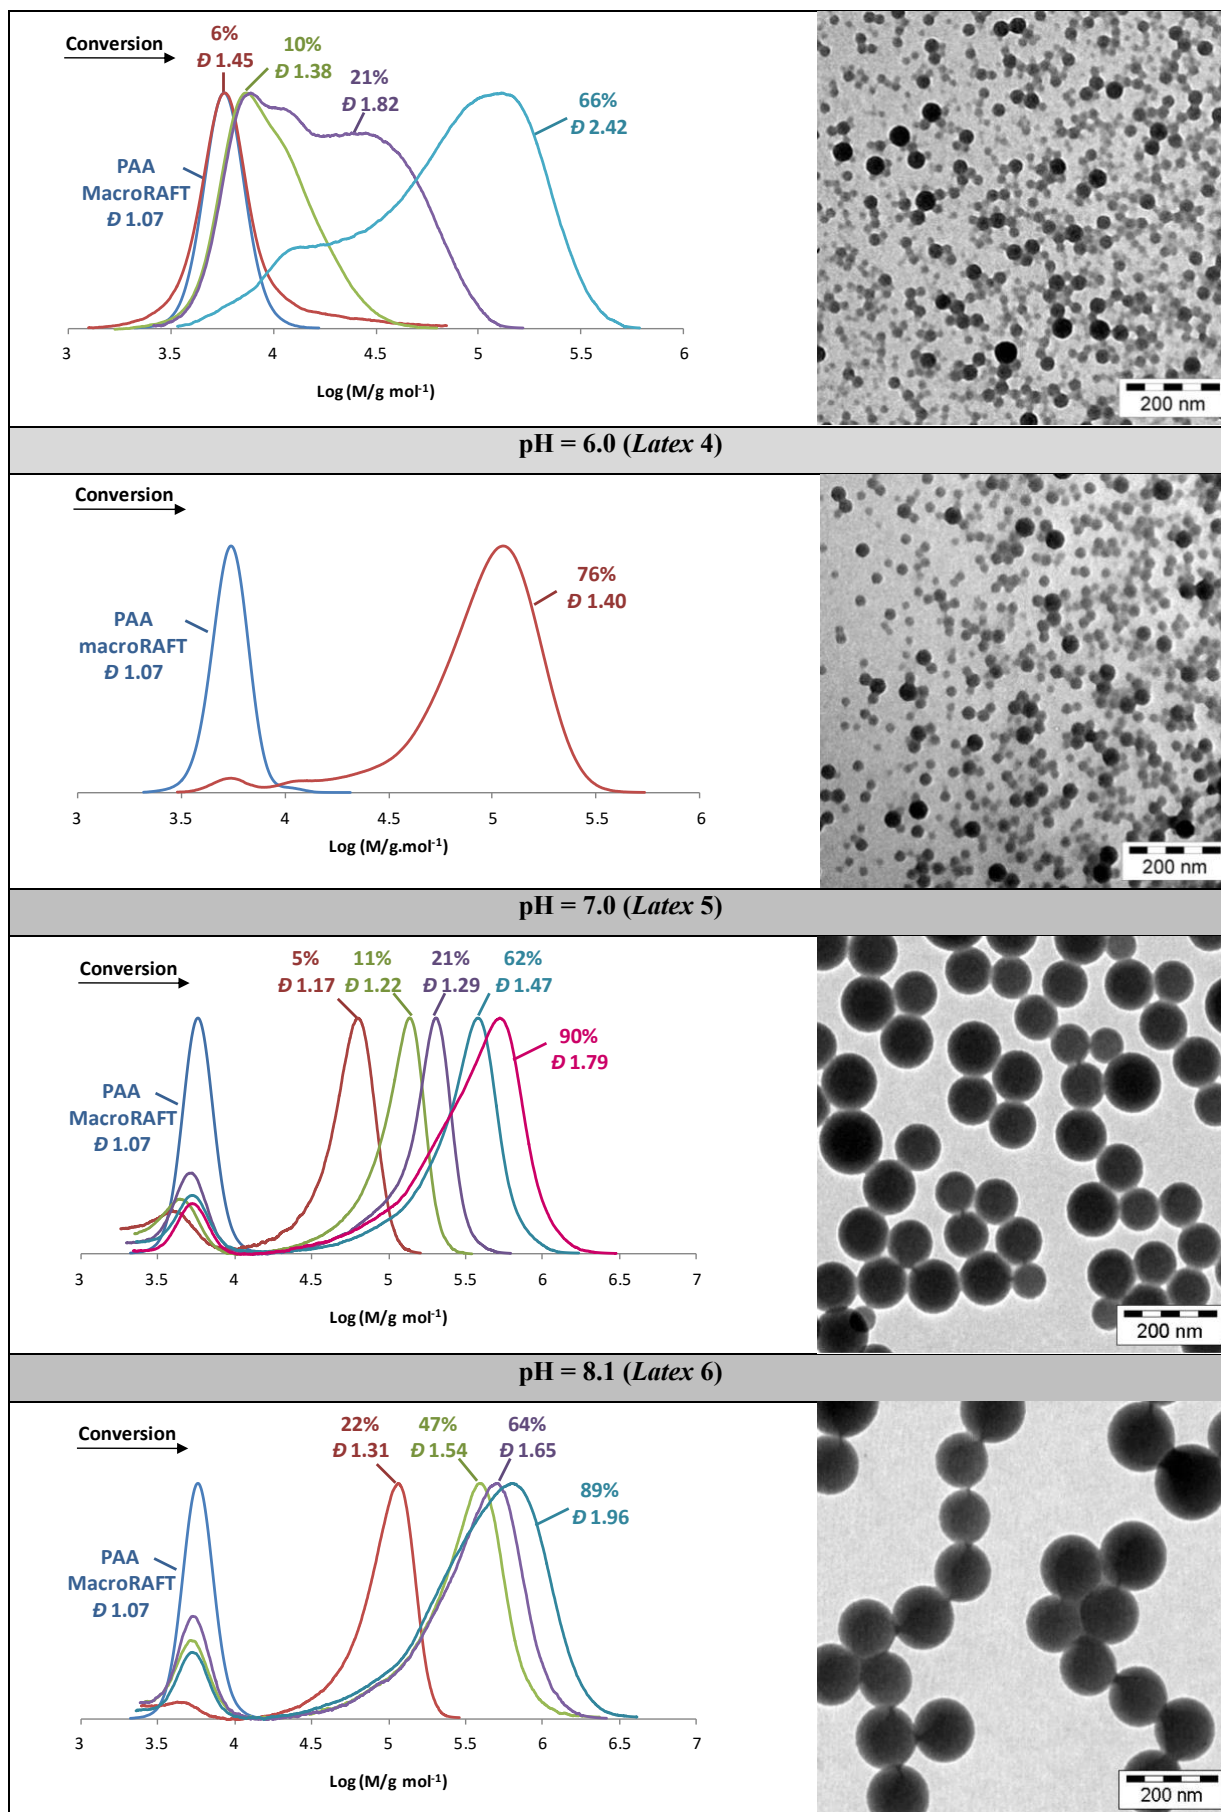 Conversion
6%
Đ 1.45
10%
Đ 1.38
21%
Đ 1.82
66%
Đ 2.42
PAA
MacroRAFT
Đ 1.07
3 3.5 4 4.5 5 5.5 6
Log (M/g mol-1)
200 nm
pH = 6.0 (Latex 4)
Conversion
76%
Đ 1.40
PAA
macroRAFT
Đ 1.07
3 3.5 4 4.5 5 5.5 6
Log (M/g.mol-1)
200 nm
pH = 7.0 (Latex 5)
Conversion
5%
Đ 1.17
11%
Đ 1.22
21%
Đ 1.29
62%
Đ 1.47
90%
Đ 1.79
PAA
MacroRAFT
Đ 1.07
3 3.5 4 4.5 5 5.5 6 6.5 7
Log (M/g mol-1)
200 nm
pH = 8.1 (Latex 6)
Conversion
22%
Đ 1.31
47%
Đ 1.54
64%
Đ 1.65
89%
Đ 1.96
PAA
MacroRAFT
Đ 1.07
3 3.5 4 4.5 5 5.5 6 6.5 7
Log (M/g mol-1)
200 nm